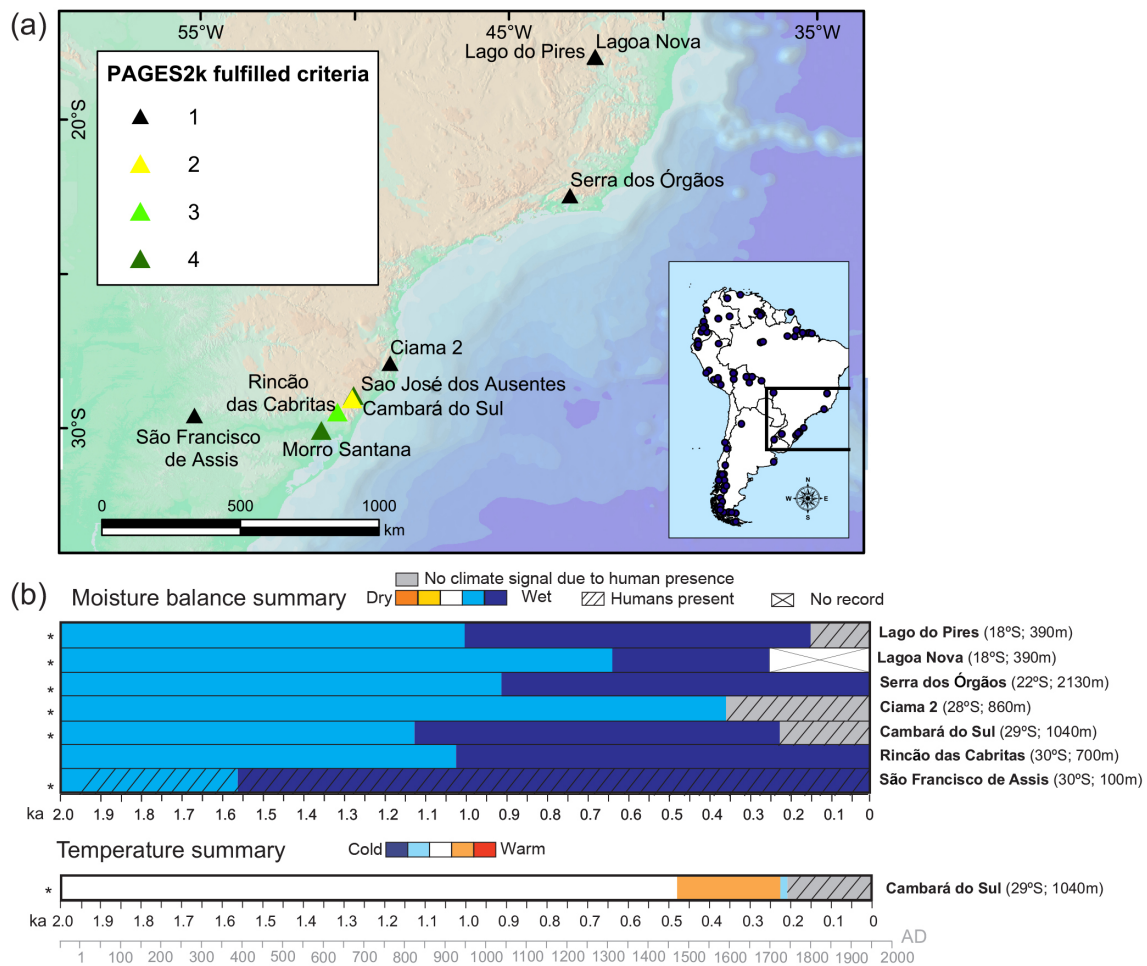 (a)
55°W
45°W
35°W
20°S
30°S
PAGES2k fulfilled criteria
1
2
3
4
Lago do Pires
Lagoa Nova
Serra dos Órgãos
Ciama 2
Sao José dos Ausentes
Rincão
das Cabritas
Cambará do Sul
São Francisco
de Assis
Morro Santana
0 500 1000
km
N
W E
S
(b)
No climate signal due to human presence
Moisture balance summary
Dry Wet
Humans present
No record
* Lago do Pires (18ºS; 390m)
* Lagoa Nova (18ºS; 390m)
* Serra dos Órgãos (22ºS; 2130m)
* Ciama 2 (28ºS; 860m)
* Cambará do Sul (29ºS; 1040m)
Rincão das Cabritas (30ºS; 700m)
* São Francisco de Assis (30ºS; 100m)
ka 2.0 1.9 1.8 1.7 1.6 1.5 1.4 1.3 1.2 1.1 1.0 0.9 0.8 0.7 0.6 0.5 0.4 0.3 0.2 0.1 0
Temperature summary
Cold Warm
* Cambará do Sul (29ºS; 1040m)
ka 2.0 1.9 1.8 1.7 1.6 1.5 1.4 1.3 1.2 1.1 1.0 0.9 0.8 0.7 0.6 0.5 0.4 0.3 0.2 0.1 0
AD
1 100 200 300 400 500 600 700 800 900 1000 1100 1200 1300 1400 1500 1600 1700 1800 1900 2000